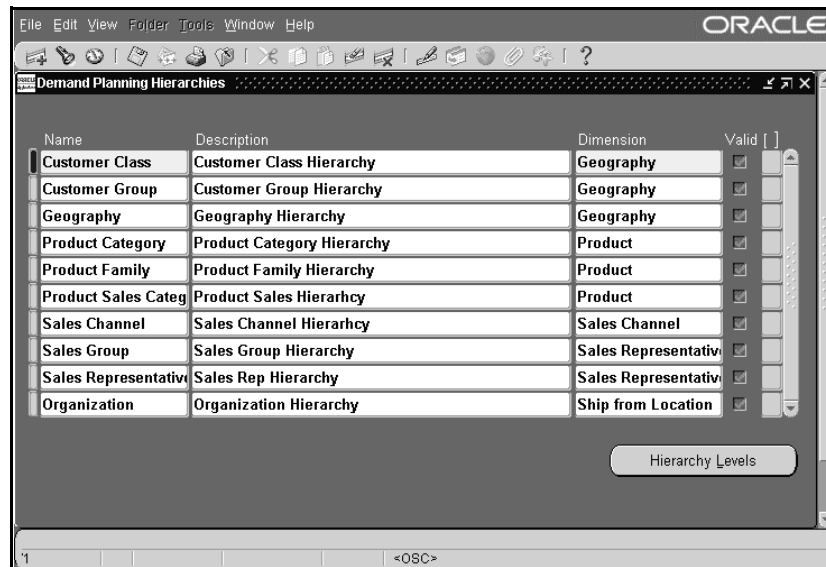 File Edit View Folder Tools Window Help ORACLE
Demand Planning Hierarchies
Name Description Dimension Valid [ ]
Customer Class Customer Class Hierarchy Geography
Customer Group Customer Group Hierarchy Geography
Geography Geography Hierarchy Geography
Product Category Product Category Hierarchy Product
Product Family Product Family Hierarchy Product
Product Sales Categ Product Sales Hierarhcy Product
Sales Channel Sales Channel Hierarhcy Sales Channel
Sales Group Sales Group Hierarchy Sales Representativ
Sales Representative Sales Rep Hierarchy Sales Representativ
Organization Organization Hierarchy Ship from Location
Hierarchy Levels
<OSC>